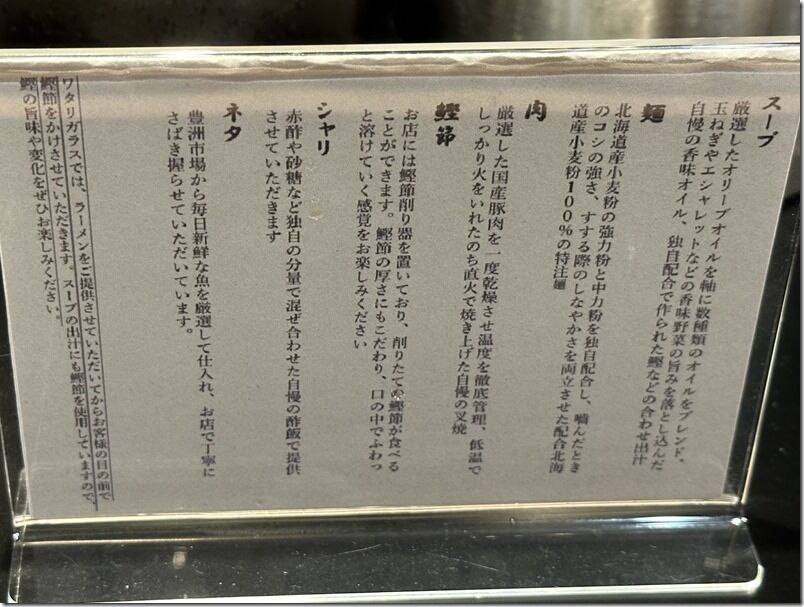 スープ
厳選したオリーブオイルを軸に数種類のオイルをブレンド、
玉ねぎやエシャレットなどの香味野菜の旨みを落とし込んだ
自慢の香味オイル、独自配合で作られた鰹などの合わせ出汁
麺
北海道産小麦粉の強力粉と中力粉を独自配合し、噛んだとき
のコシの強さ、すする際のしなやかさを両立させた配合北海
道産小麦粉100%の特注麺
肉
厳選した国産豚肉を一度乾燥させ温度を徹底管理、低温で
しっかり火をいれたのち直火で焼き上げた自慢の叉焼
鰹節
お店には鰹節削り器を置いており、削りたての鰹節が食べる
ことができます。鰹節の厚さにもこだわり、口の中でふわっ
と溶けていく感覚をお楽しみください
シャリ
赤酢や砂糖など独自の分量で混ぜ合わせた自慢の酢飯で提供
させていただきます
ネタ
豊洲市場から毎日新鮮な魚を厳選して仕入れ、お店で丁寧に
さばき握らせていただいています。
ワタリガラスでは、ラーメンをご提供させていただいてからお客様の目の前で
鰹節をかけさせていただきます。スープの出汁にも鰹節を使用していますので、
鰹の旨味や変化をぜひお楽しみください。